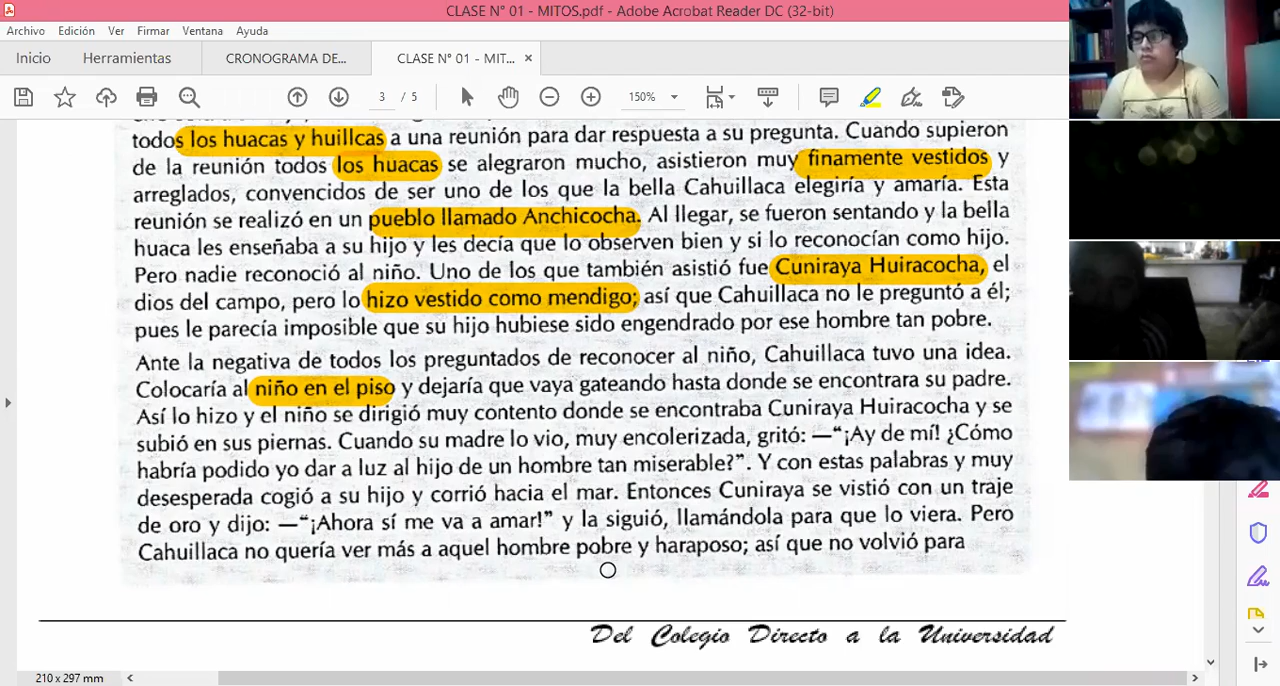 CLASE N° 01 - MITOS.pdf - Adobe Acrobat Reader DC (32-bit)
Archivo Edición Ver Firmar Ventana Ayuda
Inicio Herramientas CRONOGRAMA DE... CLASE N° 01 - MIT... ×
3 / 5 150%
todos los huacas y huillcas a una reunión para dar respuesta a su pregunta. Cuando supieron
de la reunión todos los huacas se alegraron mucho, asistieron muy finamente vestidos y
arreglados, convencidos de ser uno de los que la bella Cahuillaca elegiría y amaría. Esta
reunión se realizó en un pueblo llamado Anchicocha. Al llegar, se fueron sentando y la bella
huaca les enseñaba a su hijo y les decía que lo observen bien y si lo reconocían como hijo.
Pero nadie reconoció al niño. Uno de los que también asistió fue Cuniraya Huiracocha, el
dios del campo, pero lo hizo vestido como mendigo; así que Cahuillaca no le preguntó a él;
pues le parecía imposible que su hijo hubiese sido engendrado por ese hombre tan pobre.
Ante la negativa de todos los preguntados de reconocer al niño, Cahuillaca tuvo una idea.
Colocaría al niño en el piso y dejaría que vaya gateando hasta donde se encontrara su padre.
Así lo hizo y el niño se dirigió muy contento donde se encontraba Cuniraya Huiracocha y se
subió en sus piernas. Cuando su madre lo vio, muy encolerizada, gritó: —“¡Ay de mí! ¿Cómo
habría podido yo dar a luz al hijo de un hombre tan miserable?”. Y con estas palabras y muy
desesperada cogió a su hijo y corrió hacia el mar. Entonces Cuniraya se vistió con un traje
de oro y dijo: —“¡Ahora sí me va a amar!” y la siguió, llamándola para que lo viera. Pero
Cahuillaca no quería ver más a aquel hombre pobre y haraposo; así que no volvió para
Del Colegio Directo a la Universidad
210 x 297 mm